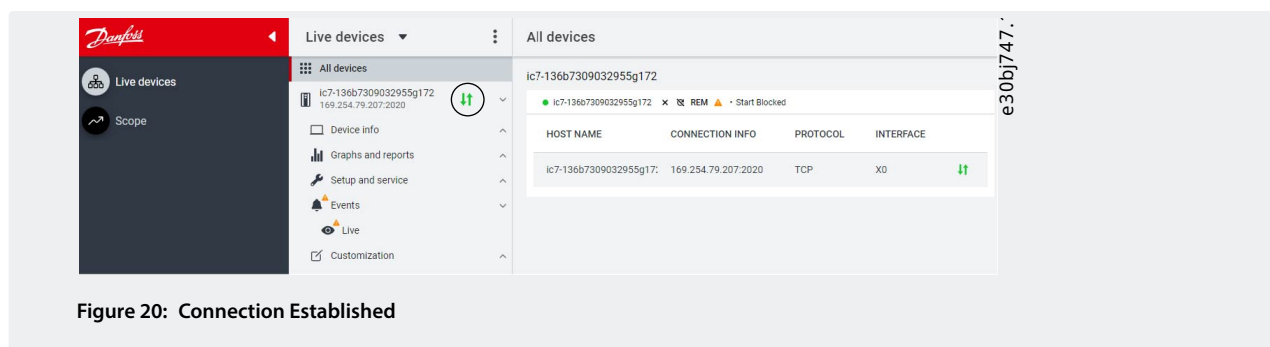 Danfoss
Live devices
Scope
Live devices
All devices
ic7-136b7309032955g172
169.254.79.207:2020
Device info
Graphs and reports
Setup and service
Events
Live
Customization
All devices
ic7-136b7309032955g172
ic7-136b7309032955g172 REM • Start Blocked
HOST NAME CONNECTION INFO PROTOCOL INTERFACE
ic7-136b7309032955g17: 169.254.79.207:2020 TCP X0
e30bj747.
Figure 20: Connection Established